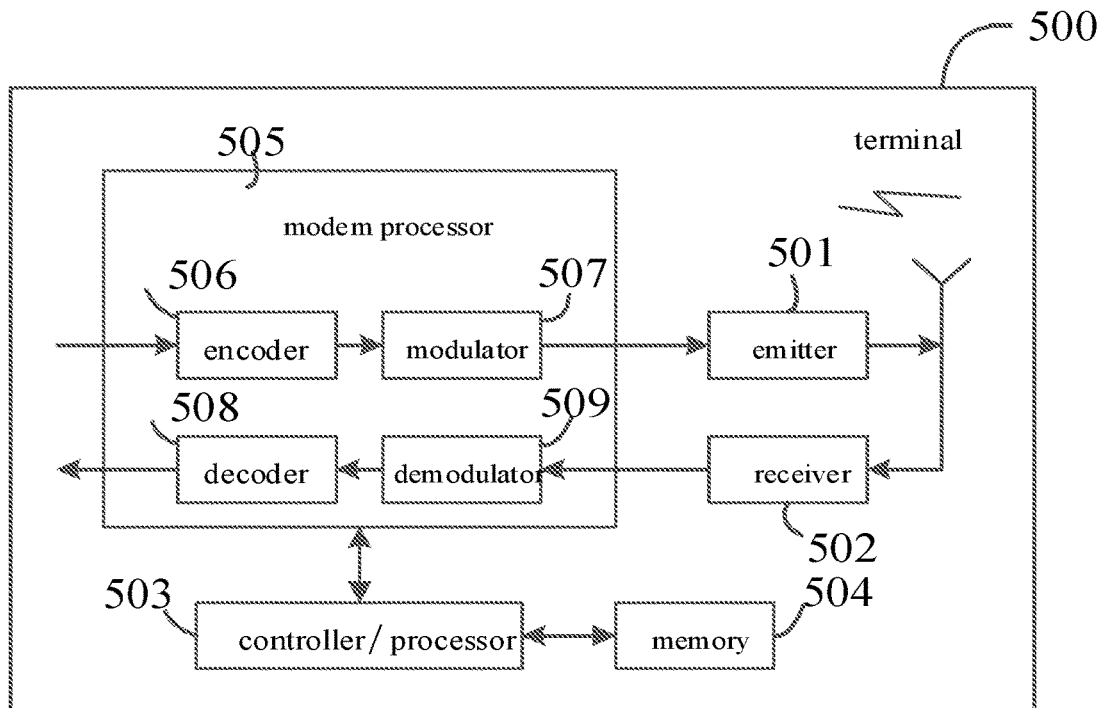 500
terminal
505
modem processor
506
507
501
encoder
modulator
emitter
508
509
decoder
demodulator
receiver
502
503
504
controller/ processor
memory